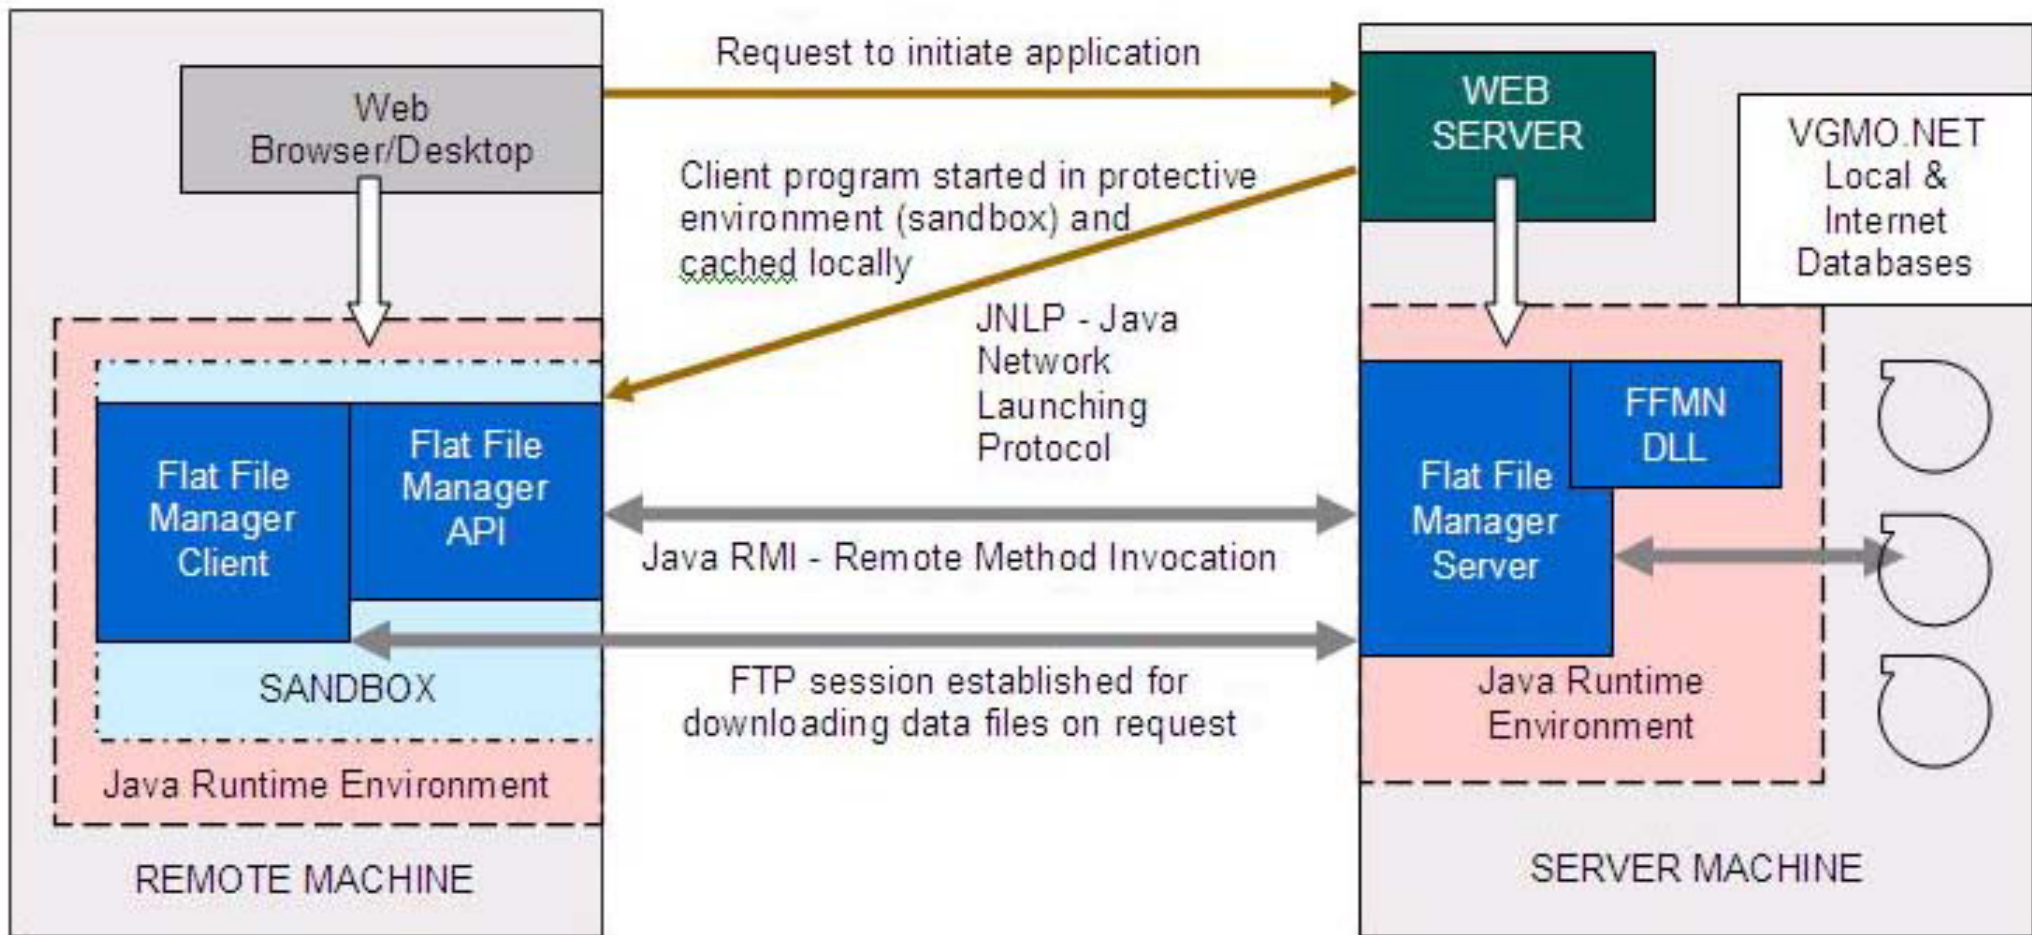 Request to initiate application
Web
Browser/Desktop
WEB
SERVER
VGMO.NET
Local &
Internet
Databases
Client program started in protective
environment (sandbox) and
cached locally
JNLP - Java
Network
Launching
Protocol
Flat File
Manager
Client
Flat File
Manager
API
FFMN
DLL
Flat File
Manager
Server
Java RMI - Remote Method Invocation
SANDBOX
FTP session established for
downloading data files on request
Java Runtime
Environment
Java Runtime Environment
REMOTE MACHINE
SERVER MACHINE